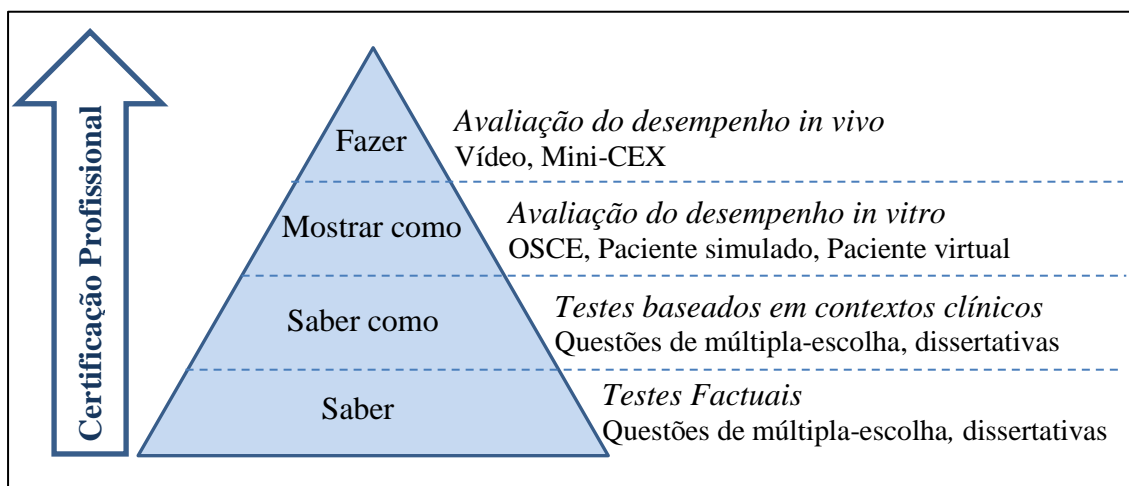 Certificação Profissional
Fazer
Avaliação do desempenho in vivo
Vídeo, Mini-CEX
Mostrar como
Avaliação do desempenho in vitro
OSCE, Paciente simulado, Paciente virtual
Saber como
Testes baseados em contextos clínicos
Questões de múltipla-escolha, dissertativas
Saber
Testes Factuais
Questões de múltipla-escolha, dissertativas